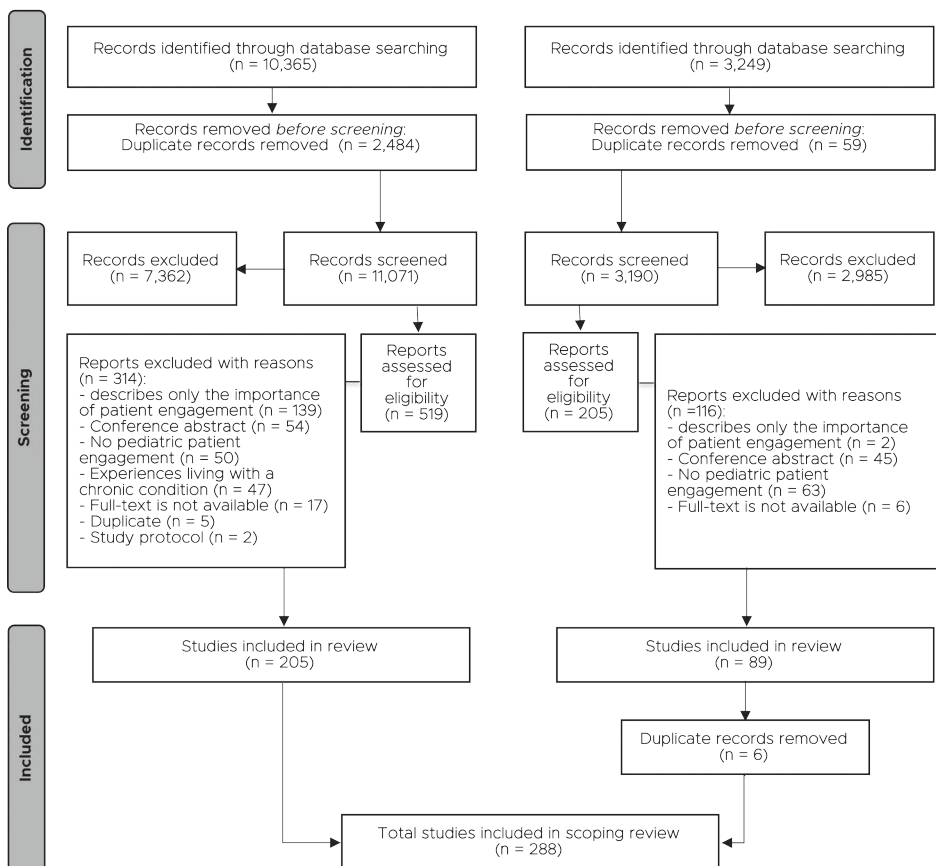 Identification
Records identified through database searching
(n = 10,365)
Records identified through database searching
(n = 3,249)
Records removed before screening:
Duplicate records removed (n = 2,484)
Records removed before screening:
Duplicate records removed (n = 59)
Screening
Records excluded
(n = 7,362)
Records screened
(n = 11,071)
Records screened
(n = 3,190)
Records excluded
(n = 2,985)
Reports excluded with reasons
(n = 314):
- describes only the importance
of patient engagement (n = 139)
- Conference abstract (n = 54)
- No pediatric patient
engagement (n = 50)
- Experiences living with a
chronic condition (n = 47)
- Full-text is not available (n = 17)
- Duplicate (n = 5)
- Study protocol (n = 2)
Reports
assessed
for
eligibility
(n = 519)
Reports
assessed
for
eligibility
(n = 205)
Reports excluded with reasons
(n =116):
- describes only the importance
of patient engagement (n = 2)
- Conference abstract (n = 45)
- No pediatric patient
engagement (n = 63)
- Full-text is not available (n = 6)
Included
Studies included in review
(n = 205)
Studies included in review
(n = 89)
Duplicate records removed
(n = 6)
Total studies included in scoping review
(n = 288)